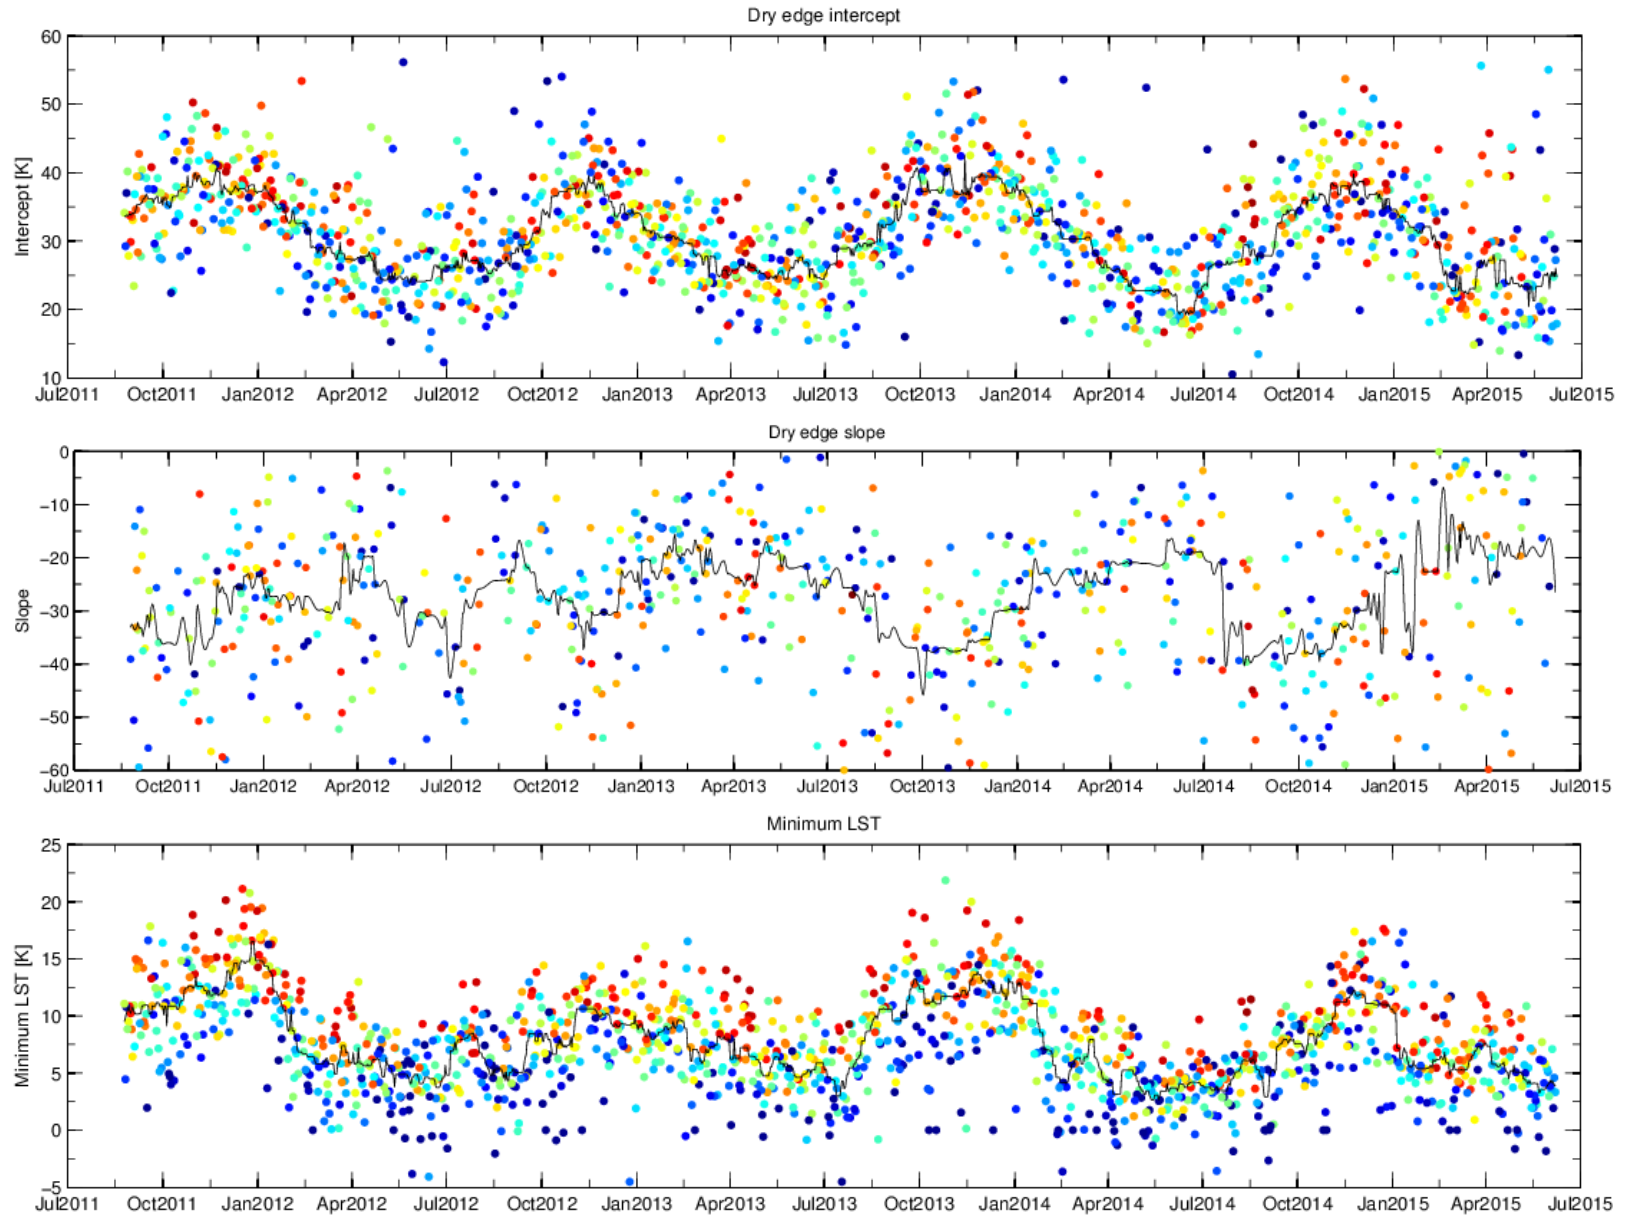 Dry edge intercept
60
50
40
30
20
10
Intercept [K]
Jul2011 Oct2011 Jan2012 Apr2012 Jul2012 Oct2012 Jan2013 Apr2013 Jul2013 Oct2013 Jan2014 Apr2014 Jul2014 Oct2014 Jan2015 Apr2015 Jul2015
Dry edge slope
0
−10
−20
−30
−40
−50
−60
Slope
Jul2011 Oct2011 Jan2012 Apr2012 Jul2012 Oct2012 Jan2013 Apr2013 Jul2013 Oct2013 Jan2014 Apr2014 Jul2014 Oct2014 Jan2015 Apr2015 Jul2015
Minimum LST
25
20
15
10
5
0
−5
Minimum LST [K]
Jul2011 Oct2011 Jan2012 Apr2012 Jul2012 Oct2012 Jan2013 Apr2013 Jul2013 Oct2013 Jan2014 Apr2014 Jul2014 Oct2014 Jan2015 Apr2015 Jul2015